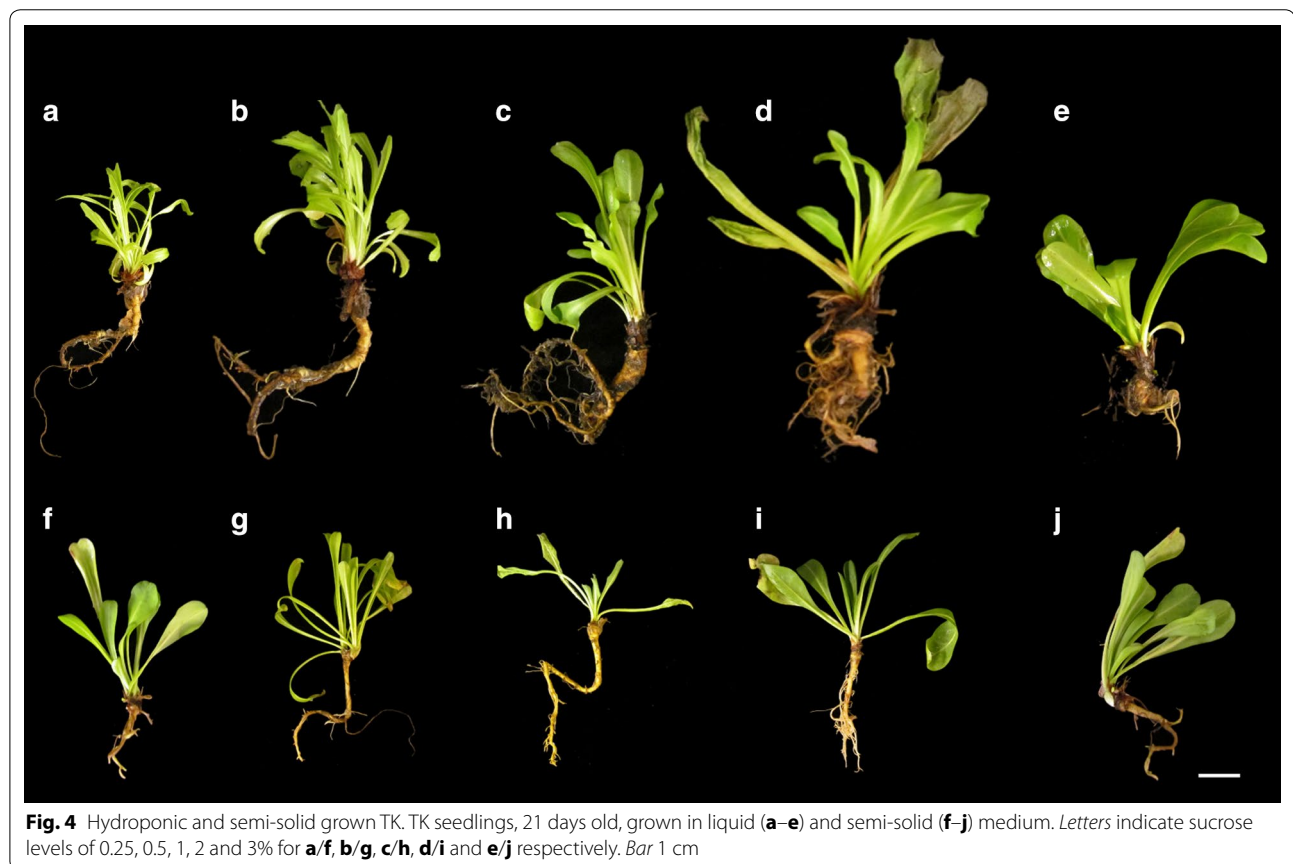 a b c d e
f g h i j
Fig. 4 Hydroponic and semi-solid grown TK. TK seedlings, 21 days old, grown in liquid (a–e) and semi-solid (f–j) medium. Letters indicate sucrose
levels of 0.25, 0.5, 1, 2 and 3% for a/f, b/g, c/h, d/i and e/j respectively. Bar 1 cm